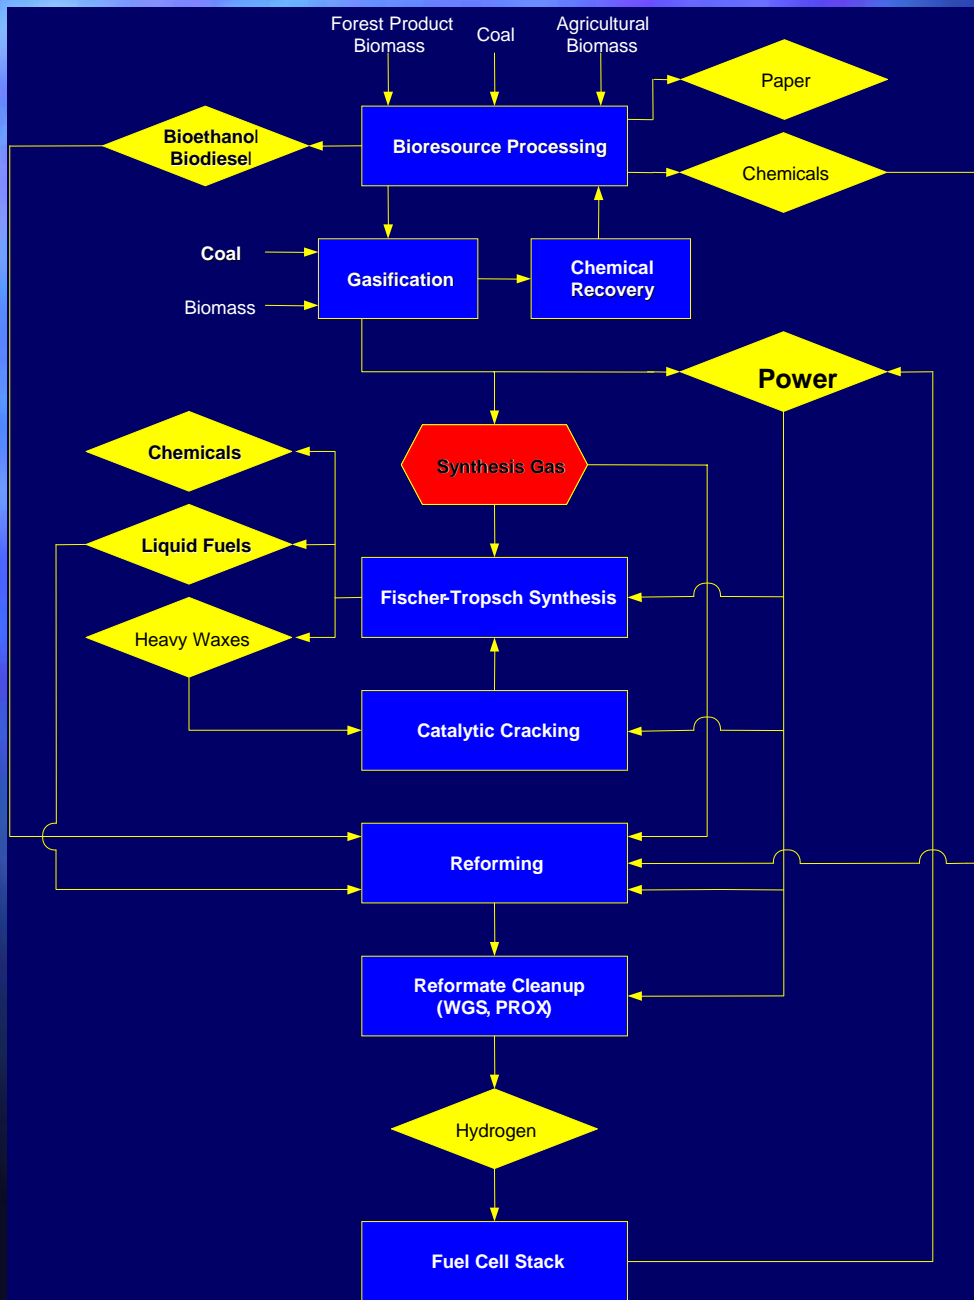 Forest Product
Biomass
Coal
Agricultural
Biomass
Paper
Bioethanol
Biodiesel
Bioresource Processing
Chemicals
Coal
Gasification
Biomass
Chemical
Recovery
Power
Chemicals
Synthesis Gas
Liquid Fuels
Fischer-Tropsch Synthesis
Heavy Waxes
Catalytic Cracking
Reforming
Reformate Cleanup
(WGS, PROX)
Hydrogen
Fuel Cell Stack